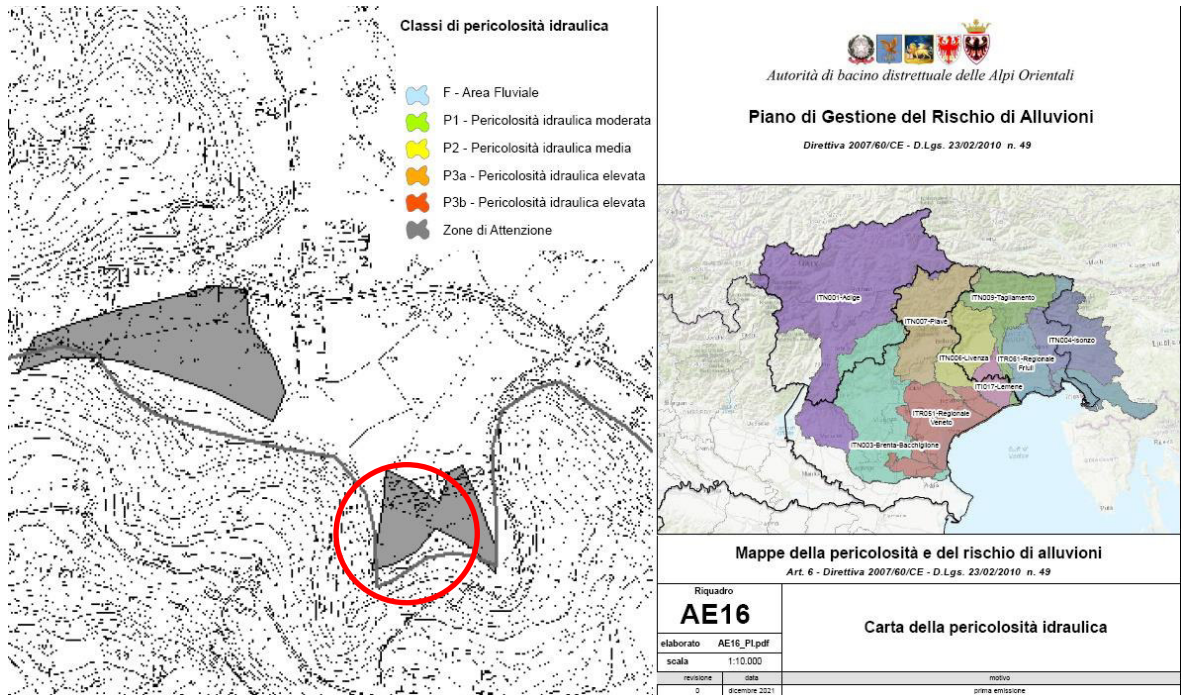 Classi di pericolosità idraulica
F - Area Fluviale
P1 - Pericolosità idraulica moderata
P2 - Pericolosità idraulica media
P3a - Pericolosità idraulica elevata
P3b - Pericolosità idraulica elevata
Zone di Attenzione
Autorità di bacino distrettuale delle Alpi Orientali
Piano di Gestione del Rischio di Alluvioni
Direttiva 2007/60/CE - D.Lgs. 23/02/2010 n. 49
ITN001-Adige
ITN009-Tagliamento
ITN007-Piave
ITN004-Isonzo
ITN006-Livenza
ITR061-Regionale
Friuli
ITI017-Lemene
ITR051-Regionale
Veneto
ITN003-Brenta-Bacchiglione
Mappe della pericolosità e del rischio di alluvioni
Art. 6 - Direttiva 2007/60/CE - D.Lgs. 23/02/2010 n. 49
Riquadro
AE16
elaborato AE16_PI.pdf
scala 1:10.000
Carta della pericolosità idraulica
revisione data motivo
0 dicembre 2021 prima emissione